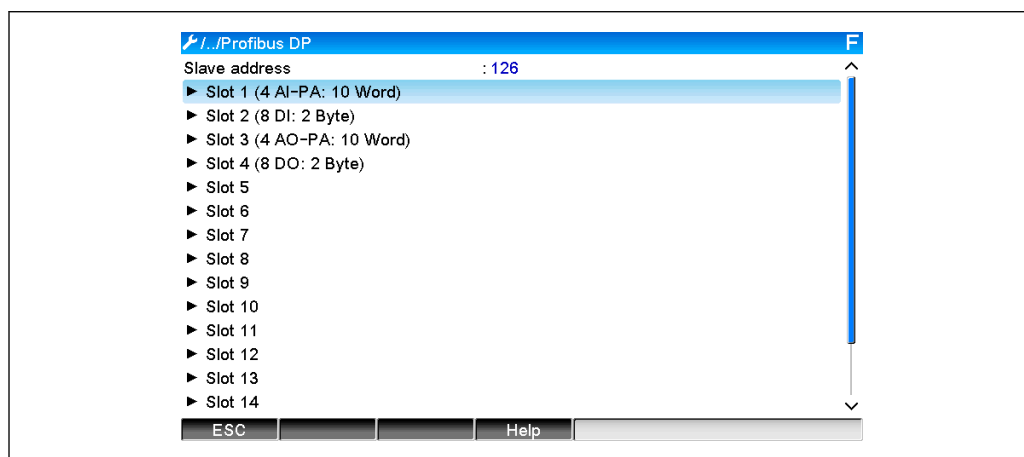 /../Profibus DP F
Slave address : 126
► Slot 1 (4 AI-PA: 10 Word)
► Slot 2 (8 DI: 2 Byte)
► Slot 3 (4 AO-PA: 10 Word)
► Slot 4 (8 DO: 2 Byte)
► Slot 5
► Slot 6
► Slot 7
► Slot 8
► Slot 9
► Slot 10
► Slot 11
► Slot 12
► Slot 13
► Slot 14
ESC Help